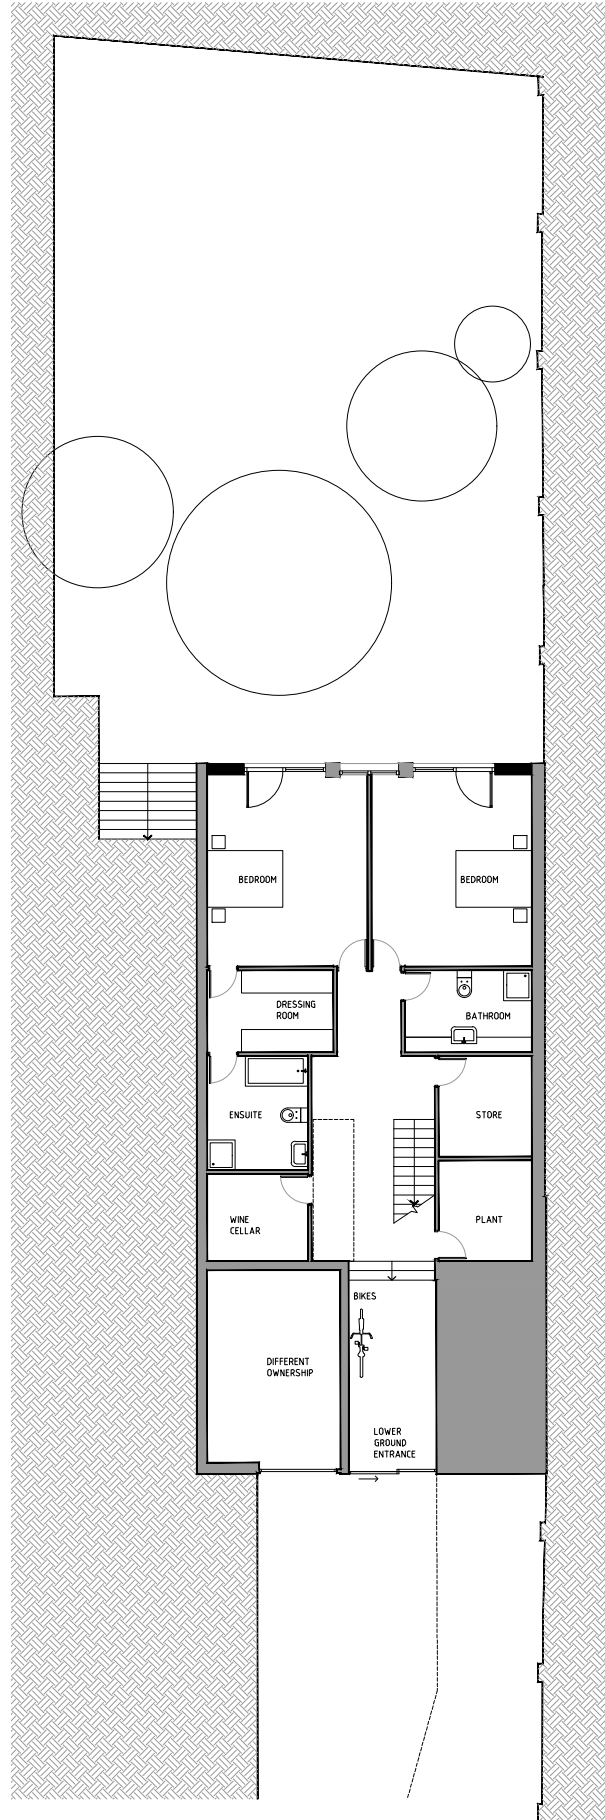 BEDROOM
BEDROOM
DRESSING
ROOM
BATHROOM
ENSUITE
STORE
WINE
CELLAR
PLANT
BIKES
DIFFERENT
OWNERSHIP
LOWER
GROUND
ENTRANCE